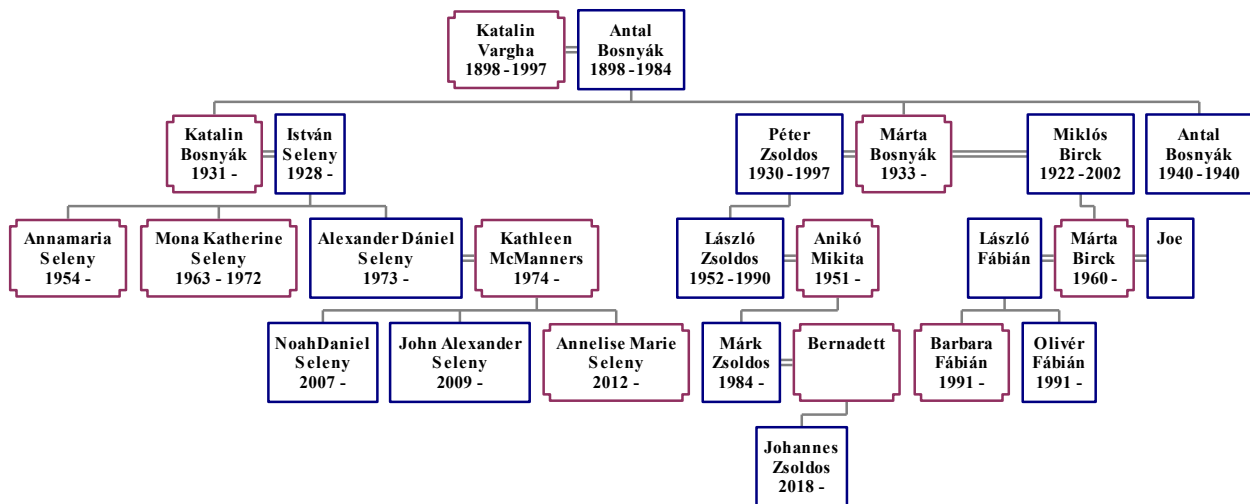 Katalin
Vargha
1898 - 1997
Antal
Bosnyák
1898 - 1984
Katalin
Bosnyák
1931 -
István
Seleny
1928 -
Péter
Zsoldos
1930 - 1997
Márta
Bosnyák
1933 -
Miklós
Birck
1922 - 2002
Antal
Bosnyák
1940 - 1940
Annamaria
Seleny
1954 -
Mona Katherine
Seleny
1963 - 1972
Alexander Dániel
Seleny
1973 -
Kathleen
McManners
1974 -
László
Zsoldos
1952 - 1990
Anikó
Mikita
1951 -
László
Fábián
Márta
Birck
1960 -
Joe
NoahDaniel
Seleny
2007 -
John Alexander
Seleny
2009 -
Annelise Marie
Seleny
2012 -
Márk
Zsoldos
1984 -
Bernadett
Barbara
Fábián
1991 -
Olivér
Fábián
1991 -
Johannes
Zsoldos
2018 -